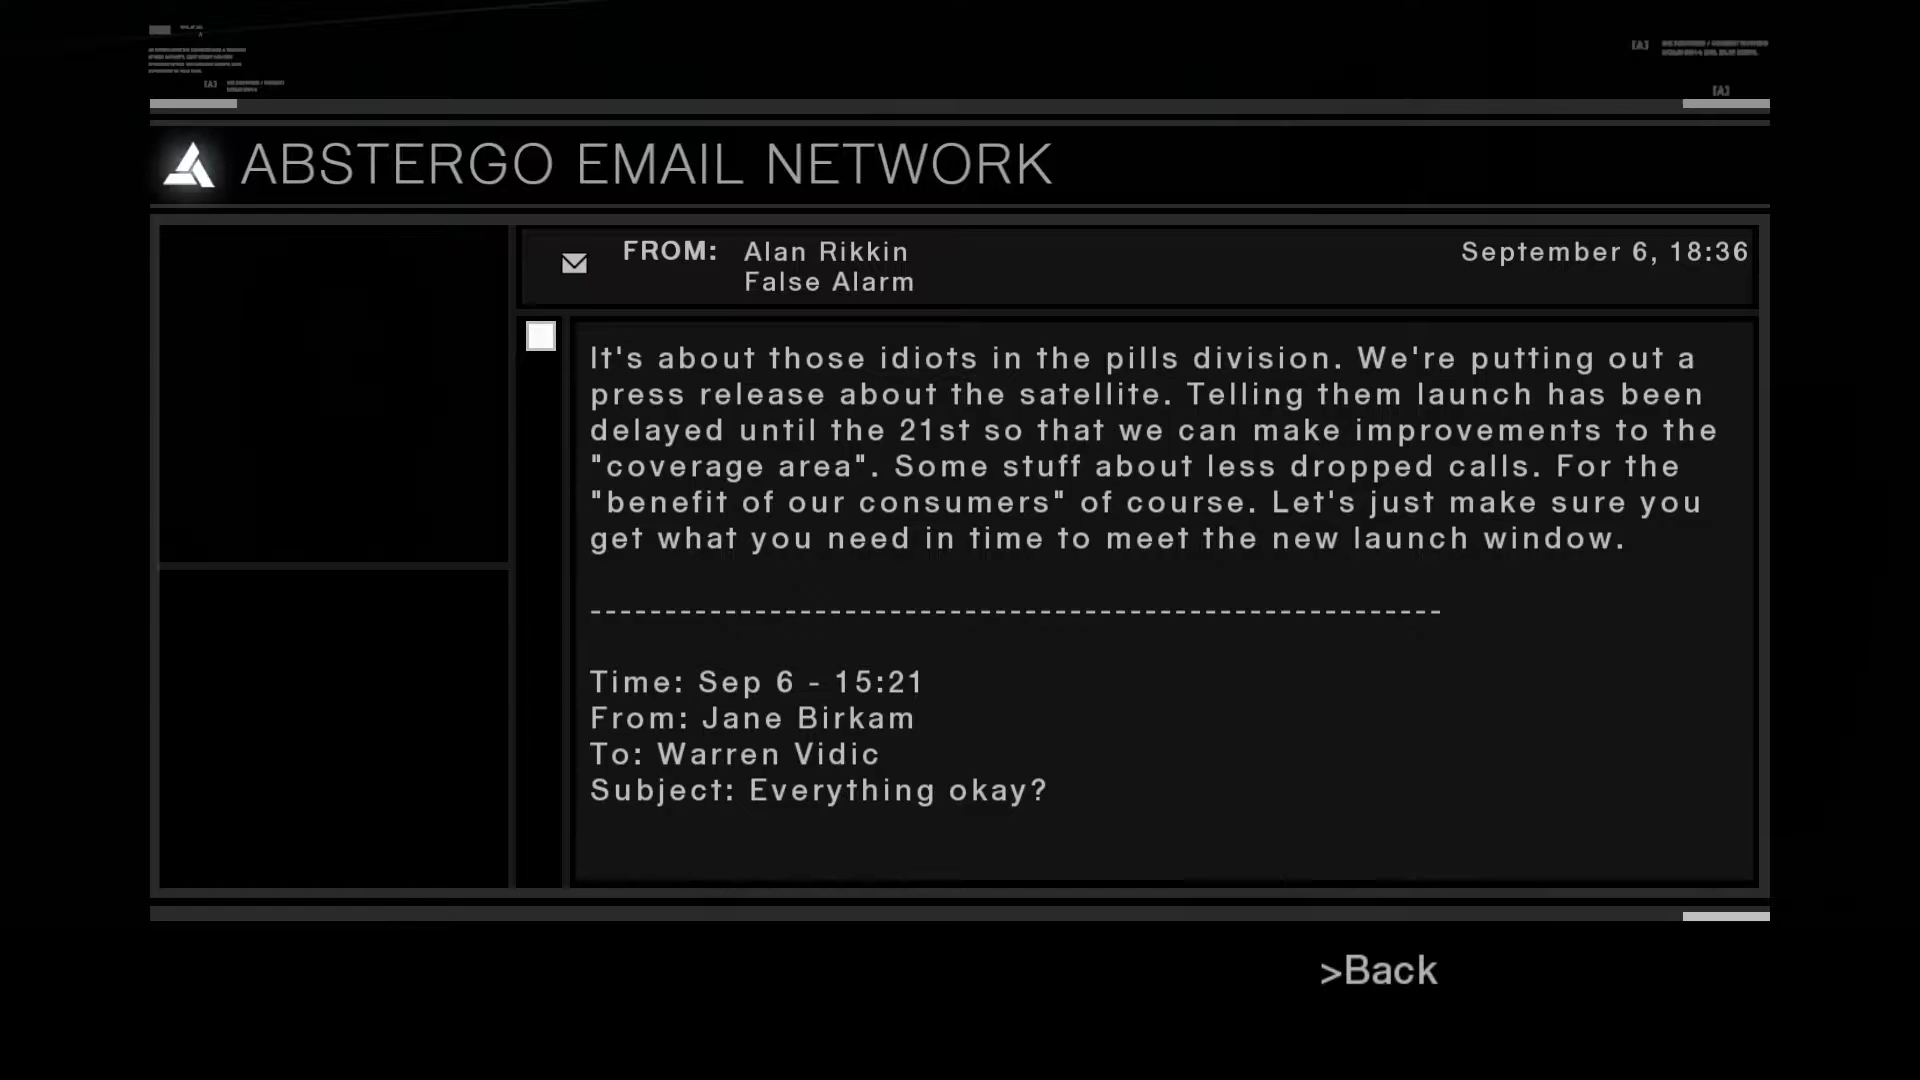 [A]
[A]
[A]
ABSTERGO EMAIL NETWORK
FROM: Alan Rikkin
September 6, 18:36
False Alarm
It's about those idiots in the pills division. We're putting out a
press release about the satellite. Telling them launch has been
delayed until the 21st so that we can make improvements to the
"coverage area". Some stuff about less dropped calls. For the
"benefit of our consumers" of course. Let's just make sure you
get what you need in time to meet the new launch window.
---------------------------------------------------------
Time: Sep 6 - 15:21
From: Jane Birkam
To: Warren Vidic
Subject: Everything okay?
>Back